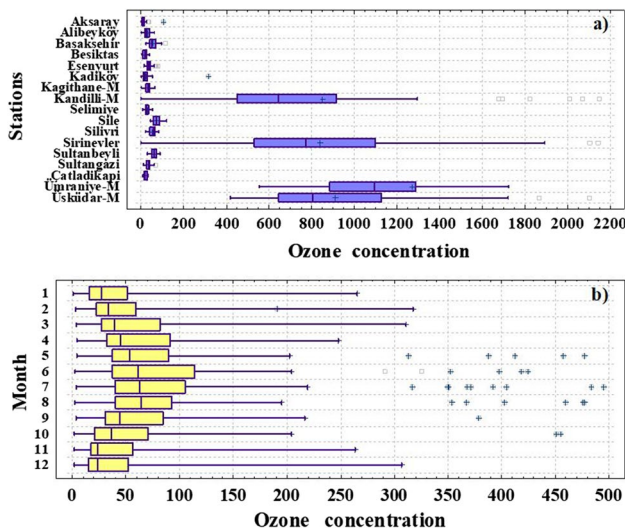 a)
Stations
Aksaray
Alibeyköy
Basaksehir
Besiktas
Esenyurt
Kadiköy
Kagithane-M
Kandilli-M
Selimiye
Sile
Silivri
Sirinevler
Sultanbeyli
Sultangazi
Çatladikapi
Ümraniye-M
Üsküdar-M
0 200 400 600 800 1000 1200 1400 1600 1800 2000 2200
Ozone concentration
b)
Month
1
2
3
4
5
6
7
8
9
10
11
12
0 50 100 150 200 250 300 350 400 450 500
Ozone concentration